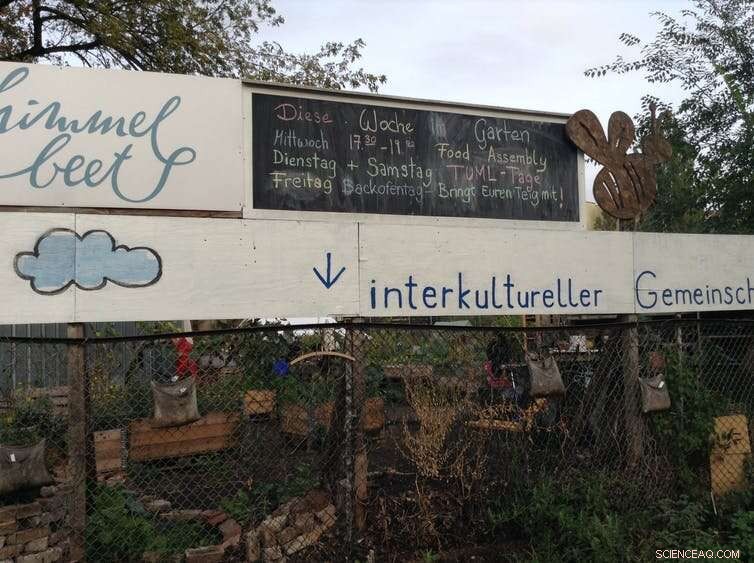 himmel
beet
Diese Woche im Garten
Mittwoch 17.30 - 19. Food - Assembly
Dienstag + Samstag TUML - Tage
Freitag Backofentag - Bringt Euren Teig mit!
↓ interkultureller Gemeinsch
SCIENCEAQ.COM